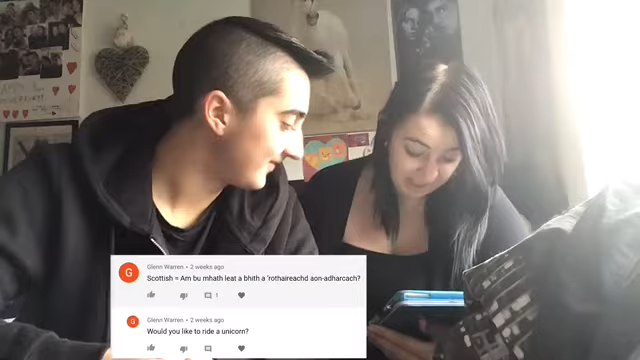 Glenn Warren • 2 weeks ago
Scottish = Am bu mhath leat a bhith a 'rothaireachd aon-adharcach?
1
Glenn Warren • 2 weeks ago
Would you like to ride a unicorn?